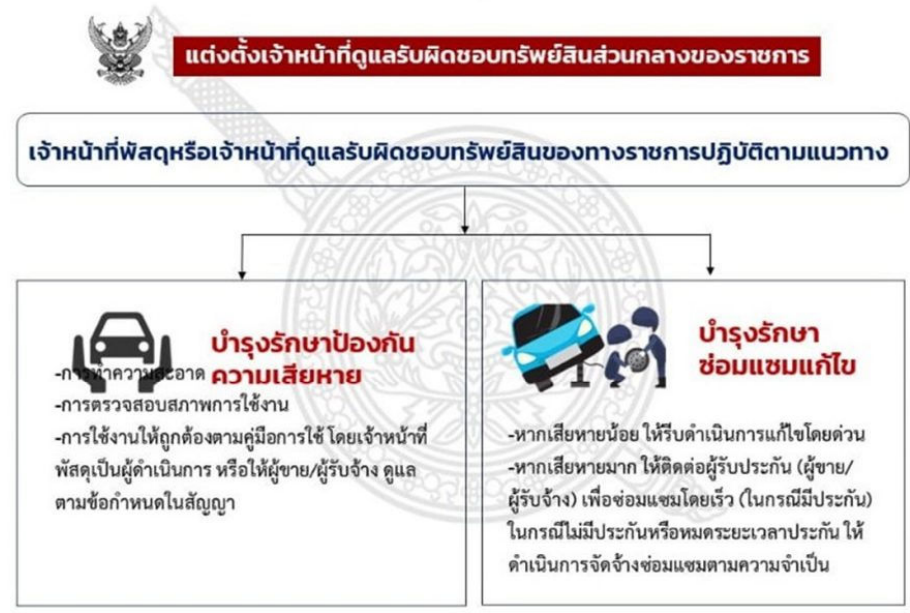 แต่งตั้งเจ้าหน้าที่ดูแลรับผิดชอบทรัพย์สินส่วนกลางของราชการ
เจ้าหน้าที่พัสดุหรือเจ้าหน้าที่ดูแลรับผิดชอบทรัพย์สินของทางราชการปฏิบัติตามแนวทาง
บำรุงรักษาป้องกัน
ความเสียหาย
-การทำความสะอาด
-การตรวจสอบสภาพการใช้งาน
-การใช้งานให้ถูกต้องตามคู่มือการใช้ โดยเจ้าหน้าที่
พัสดุเป็นผู้ดำเนินการ หรือให้ผู้ขาย/ผู้รับจ้าง ดูแล
ตามข้อกำหนดในสัญญา
บำรุงรักษา
ซ่อมแซมแก้ไข
-หากเสียหายน้อย ให้รีบดำเนินการแก้ไขโดยด่วน
-หากเสียหายมาก ให้ติดต่อผู้รับประกัน (ผู้ขาย/
ผู้รับจ้าง) เพื่อซ่อมแซมโดยเร็ว (ในกรณีมีประกัน)
ในกรณีไม่มีประกันหรือหมดระยะเวลาประกัน ให้
ดำเนินการจัดจ้างซ่อมแซมตามความจำเป็น